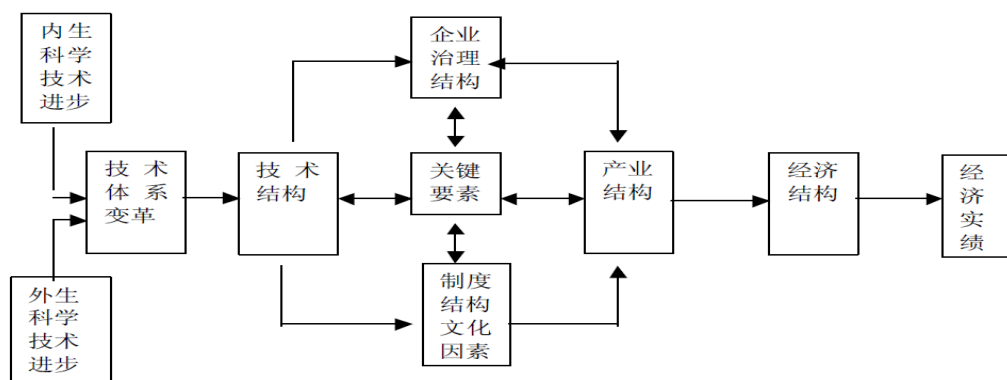 内生
科学
技术
进步
外生
科学
技术
进步
技术
体系
变革
技术
结构
企业
治理
结构
关键
要素
制度
结构
文化
因素
产业
结构
经济
结构
经
济
实
绩